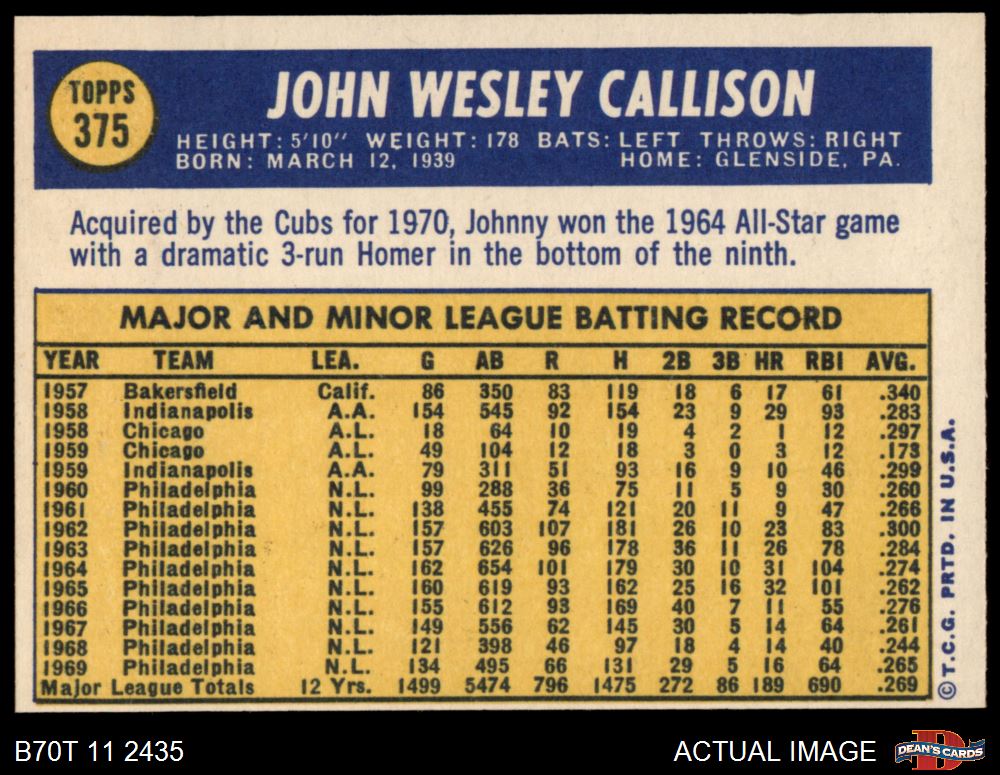 TOPPS
375
JOHN WESLEY CALLISON
HEIGHT: 5'10" WEIGHT: 178 BATS: LEFT THROWS: RIGHT
BORN: MARCH 12, 1939 HOME: GLENSIDE, PA.
Acquired by the Cubs for 1970, Johnny won the 1964 All-Star game
with a dramatic 3-run Homer in the bottom of the ninth.
MAJOR AND MINOR LEAGUE BATTING RECORD
YEAR TEAM LEA. G AB R H 2B 3B HR RBI AVG.
1957 Bakersfield Calif. 86 350 83 119 18 6 17 61 .340
1958 Indianapolis A.A. 154 545 92 154 23 9 29 93 .283
1958 Chicago A.L. 18 64 10 19 4 2 1 12 .297
1959 Chicago A.L. 49 104 12 18 3 0 3 12 .173
1959 Indianapolis A.A. 79 311 51 93 16 9 10 46 .299
1960 Philadelphia N.L. 99 288 36 75 11 5 9 30 .260
1961 Philadelphia N.L. 138 455 74 121 20 11 9 47 .266
1962 Philadelphia N.L. 157 603 107 181 26 10 23 83 .300
1963 Philadelphia N.L. 157 626 96 178 36 11 26 78 .284
1964 Philadelphia N.L. 162 654 101 179 30 10 31 104 .274
1965 Philadelphia N.L. 160 619 93 162 25 16 32 101 .262
1966 Philadelphia N.L. 155 612 93 169 40 7 11 55 .276
1967 Philadelphia N.L. 149 556 62 145 30 5 14 64 .261
1968 Philadelphia N.L. 121 398 46 97 18 4 14 40 .244
1969 Philadelphia N.L. 134 495 66 131 29 5 16 64 .265
Major League Totals 12 Yrs. 1499 5474 796 1475 272 86 189 690 .269
© T.C.G. PRTD. IN U.S.A.
B70T 11 2435
ACTUAL IMAGE
DEAN'S CARDS